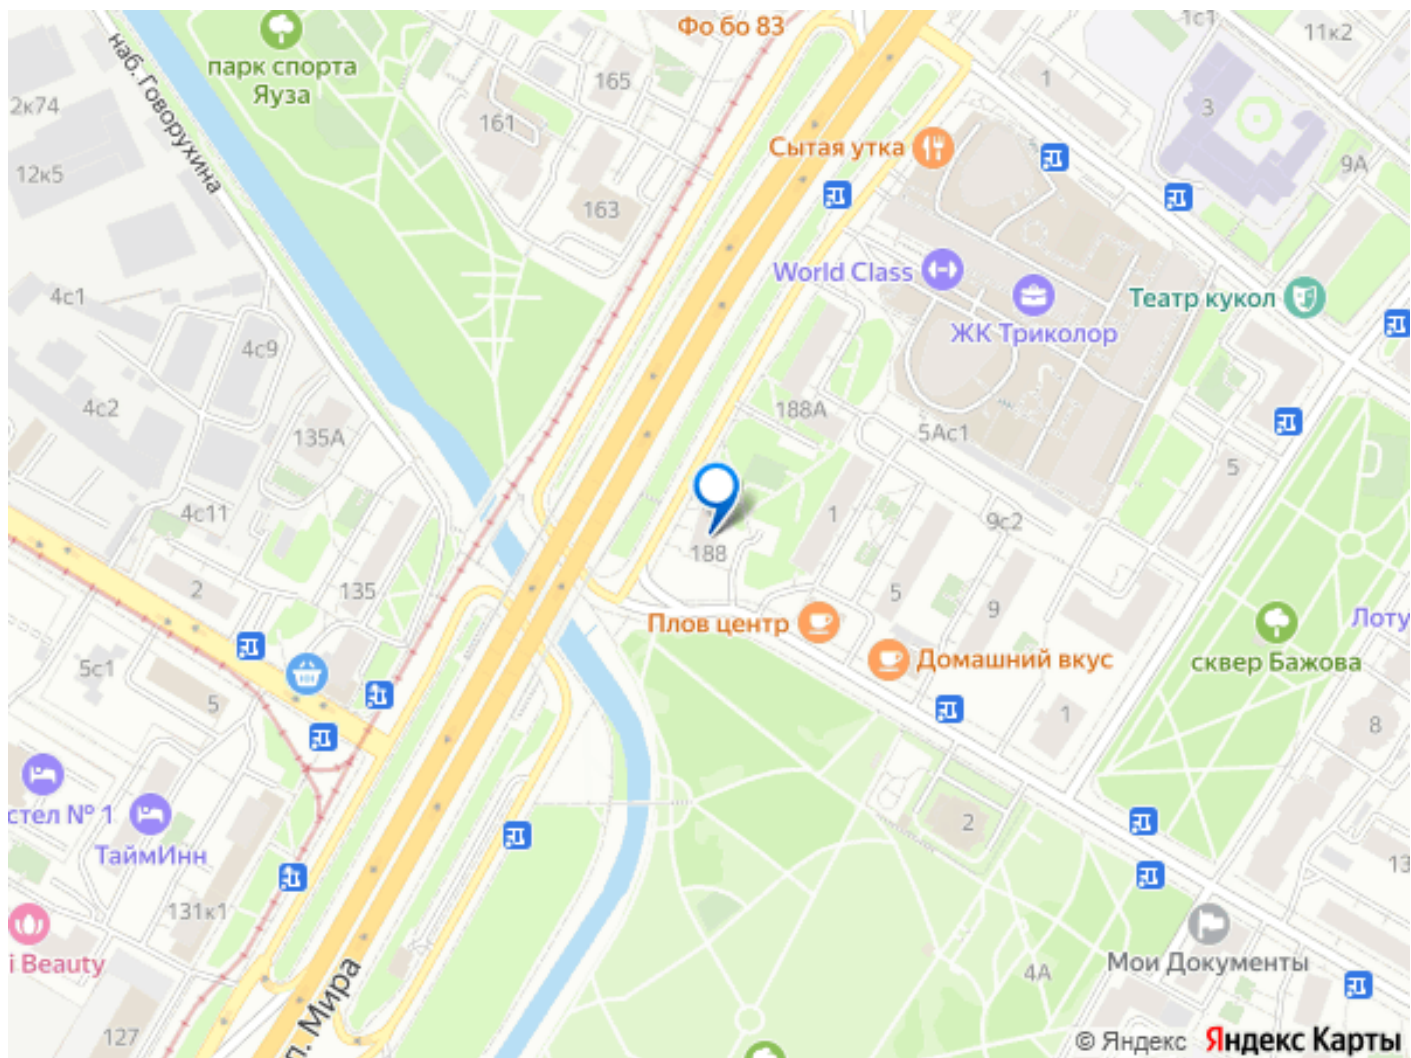 Фо бо 83
1с1
11к2
парк спорта
Яуза
наб. Говорухина
165
1
2к74
3
161
Сытая утка
9А
12к5
163
World Class
Театр кукол
4с1
ЖК Триколор
4с9
4с2
188А
135А
5Ас1
5
4с11
1
9с2
188
2
135
5
9
Плов центр
Лоту
Домашний вкус
сквер Бажова
5с1
5
1
8
стел № 1
2
ТаймИнн
13
131к1
i Beauty
Мои Документы
4А
л. Мира
127
© Яндекс
Яндекс Карты